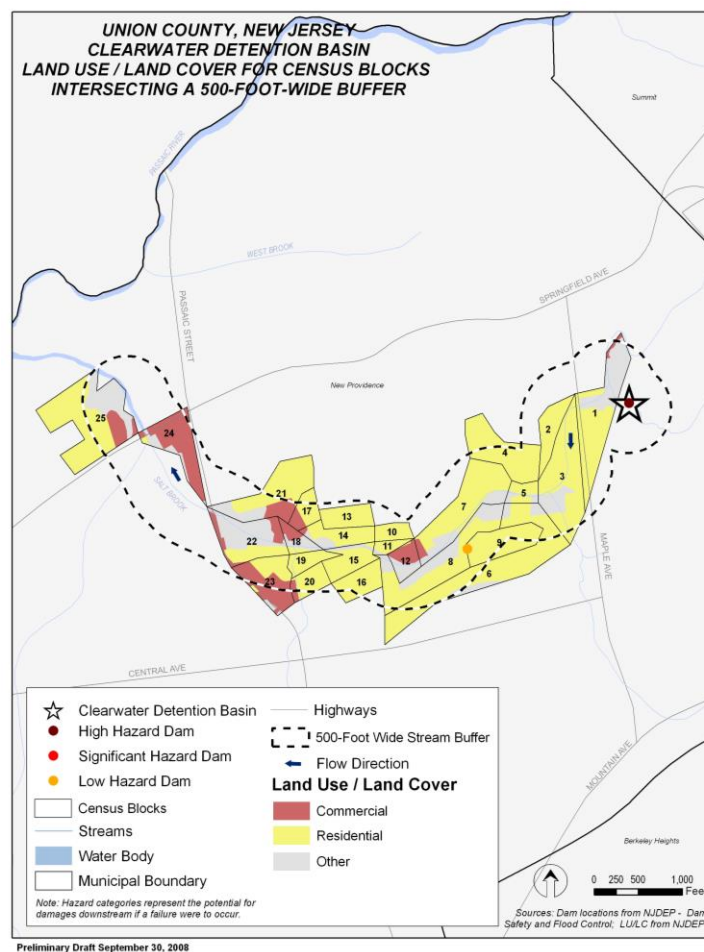 UNION COUNTY, NEW JERSEY
CLEARWATER DETENTION BASIN
LAND USE / LAND COVER FOR CENSUS BLOCKS
INTERSECTING A 500-FOOT-WIDE BUFFER
Summit
PASSAIC RIVER
WEST BROOK
PASSAIC STREET
SPRINGFIELD AVE
New Providence
1
2
25
24
4
3
SALT BROOK
21
5
7
17
13
22
18
14
10
11
9
12
8
19
15
6
23
20
16
MAPLE AVE
CENTRAL AVE
MOUNTAIN AVE
Berkeley Heights
Clearwater Detention Basin
High Hazard Dam
Significant Hazard Dam
Low Hazard Dam
Census Blocks
Streams
Water Body
Municipal Boundary
Note: Hazard categories represent the potential for
damages downstream if a failure were to occur.
Highways
500-Foot Wide Stream Buffer
Flow Direction
Land Use / Land Cover
Commercial
Residential
Other
0 250 500 1,000
Fee
Sources: Dam locations from NJDEP - Dam
Safety and Flood Control; LU/LC from NJDEP
Preliminary Draft September 30, 2008